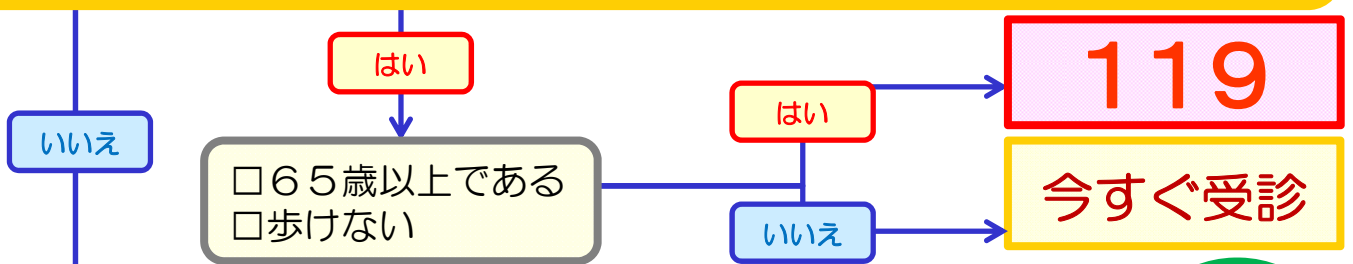 はい
119
はい
いいえ
□65歳以上である
□歩けない
今すぐ受診
いいえ